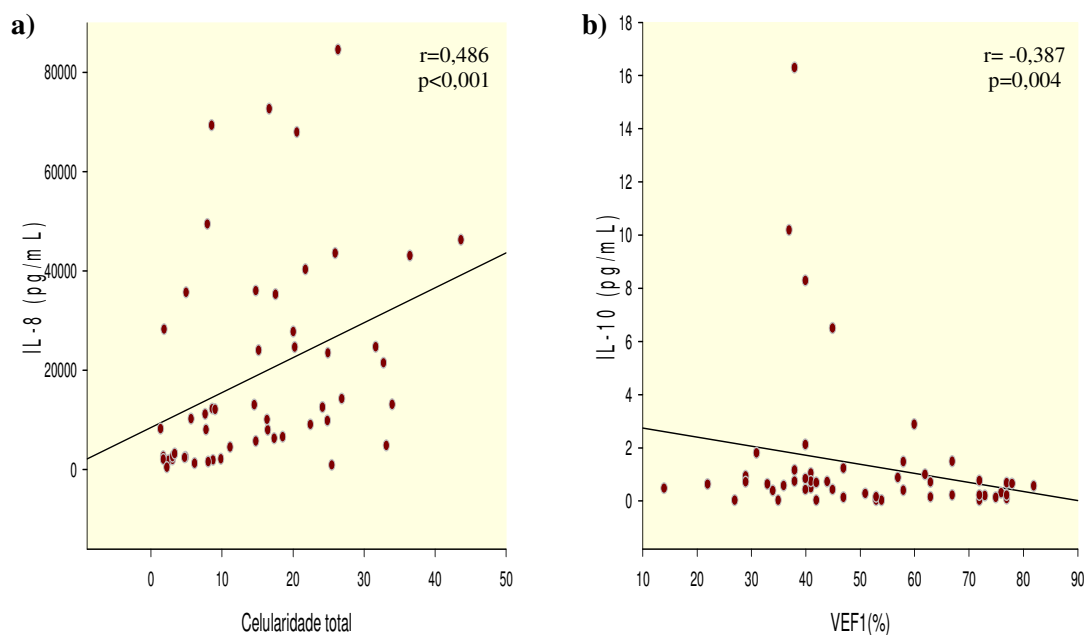 a)
r=0,486
p<0,001
80000
60000
40000
20000
0
IL-8 (pg/mL)
0 10 20 30 40 50
Celularidade total
b)
r= -0,387
p=0,004
18
16
14
12
10
8
6
4
2
0
IL-10 (pg/mL)
10 20 30 40 50 60 70 80 90
VEF1(%)